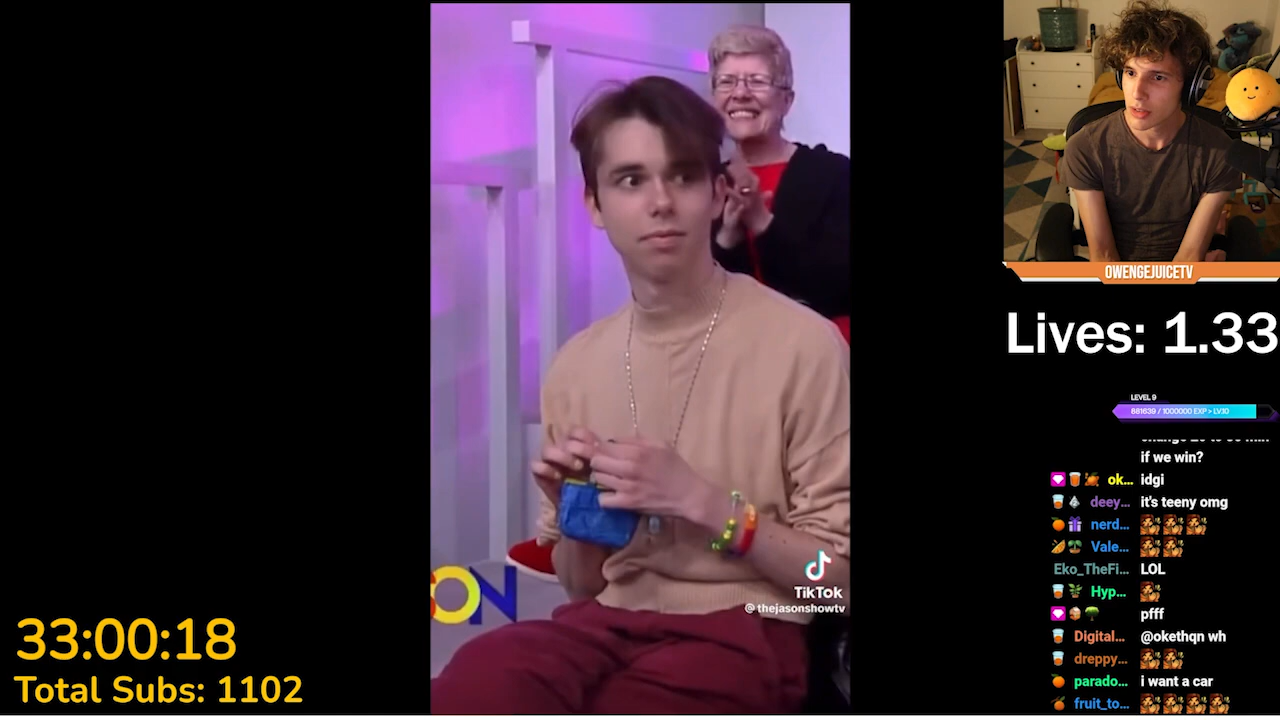 ON
TikTok
@thejasonshowtv
33:00:18
Total Subs: 1102
OWENGEJUICETV
Lives: 1.33
LEVEL 9
881639 / 1000000 EXP > LV.10
if we win?
ok... idgi
deey... it's teeny omg
nerd...
Vale...
Eko_TheFi... LOL
Hyp...
pfff
Digital... @okethqn wh
dreppy...
parado... i want a car
fruit_to...